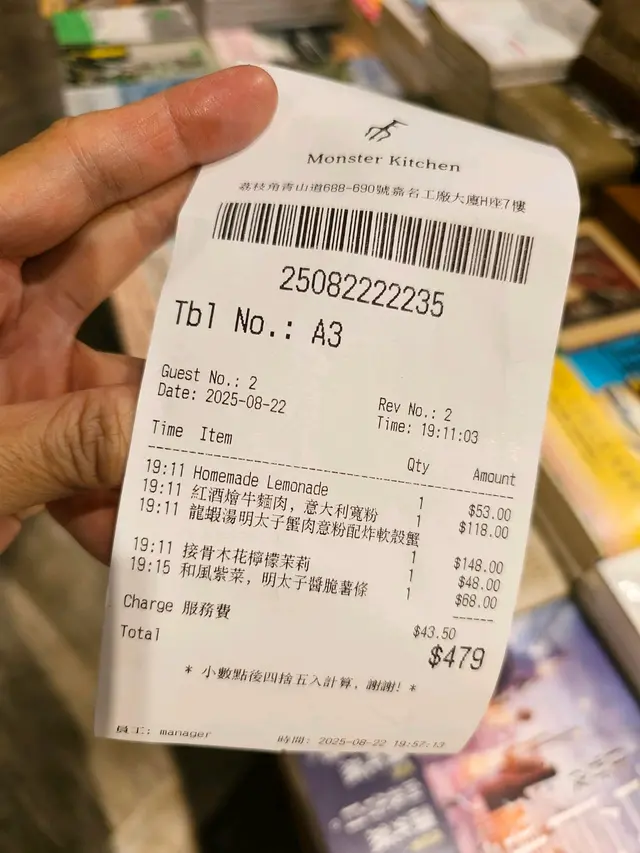 Monster Kitchen
荔枝角青山道688-690號嘉名工廠大廈H座7樓
25082222235
Tbl No.: A3
Guest No.: 2 Rev No.: 2
Date: 2025-08-22 Time: 19:11:03
Time Item Qty Amount
19:11 Homemade Lemonade 1 $53.00
19:11 紅酒燴牛麵肉，意大利寬粉 1 $118.00
19:11 龍蝦湯明太子蟹肉意粉配炸軟殼蟹 1 $148.00
19:11 接骨木花檸檬茉莉 1 $48.00
19:15 和風紫菜，明太子醬脆薯條 1 $68.00
Charge 服務費 $43.50
Total $479
* 小數點後四捨五入計算，謝謝! *
員工: manager 時間: 2025-08-22 19:57:13